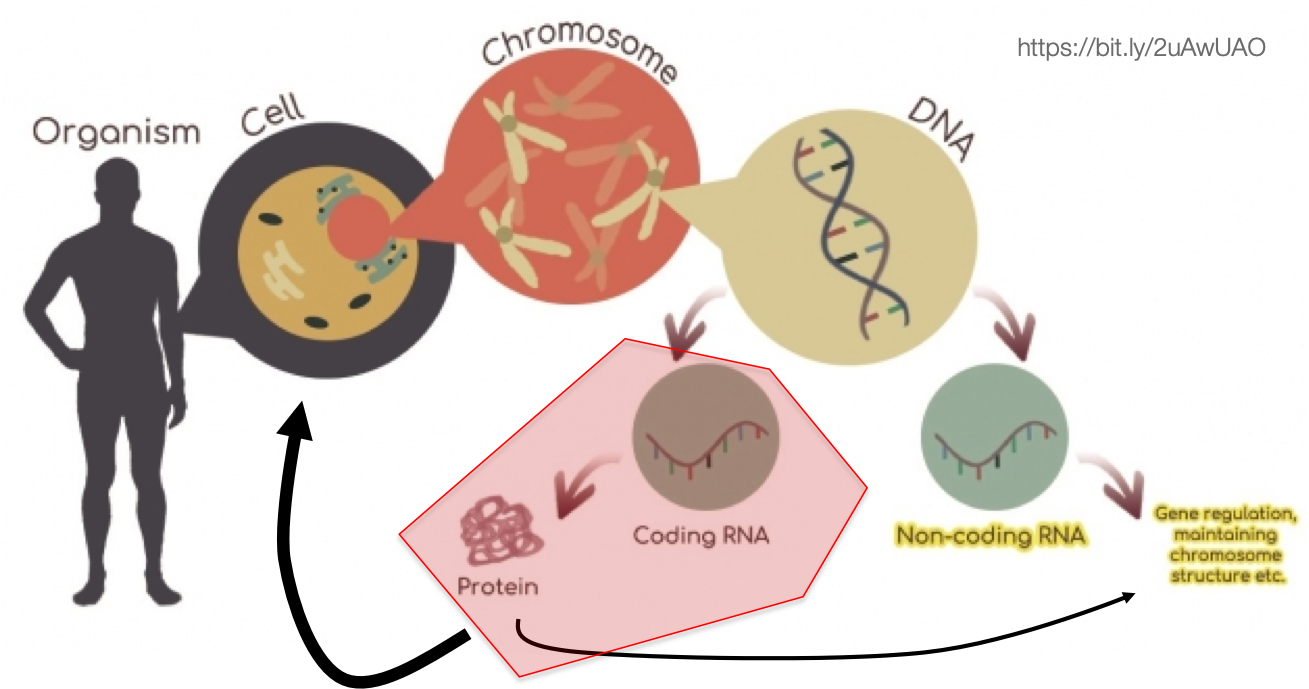 https://bit.ly/2uAwUAO
Chromosome
Cell
DNA
Organism
Coding RNA
Non-coding RNA
Gene regulation,
maintaining
chromosome
structure etc.
Protein